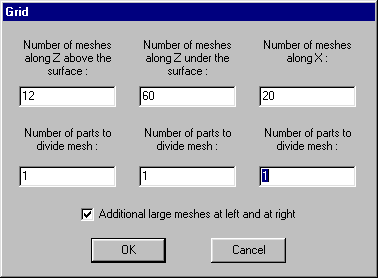 Grid
Number of meshes along Z above the surface :
Number of meshes along Z under the surface :
Number of meshes along X :
12
60
20
Number of parts to divide mesh :
Number of parts to divide mesh :
Number of parts to divide mesh :
1
1
1
Additional large meshes at left and at right
OK
Cancel